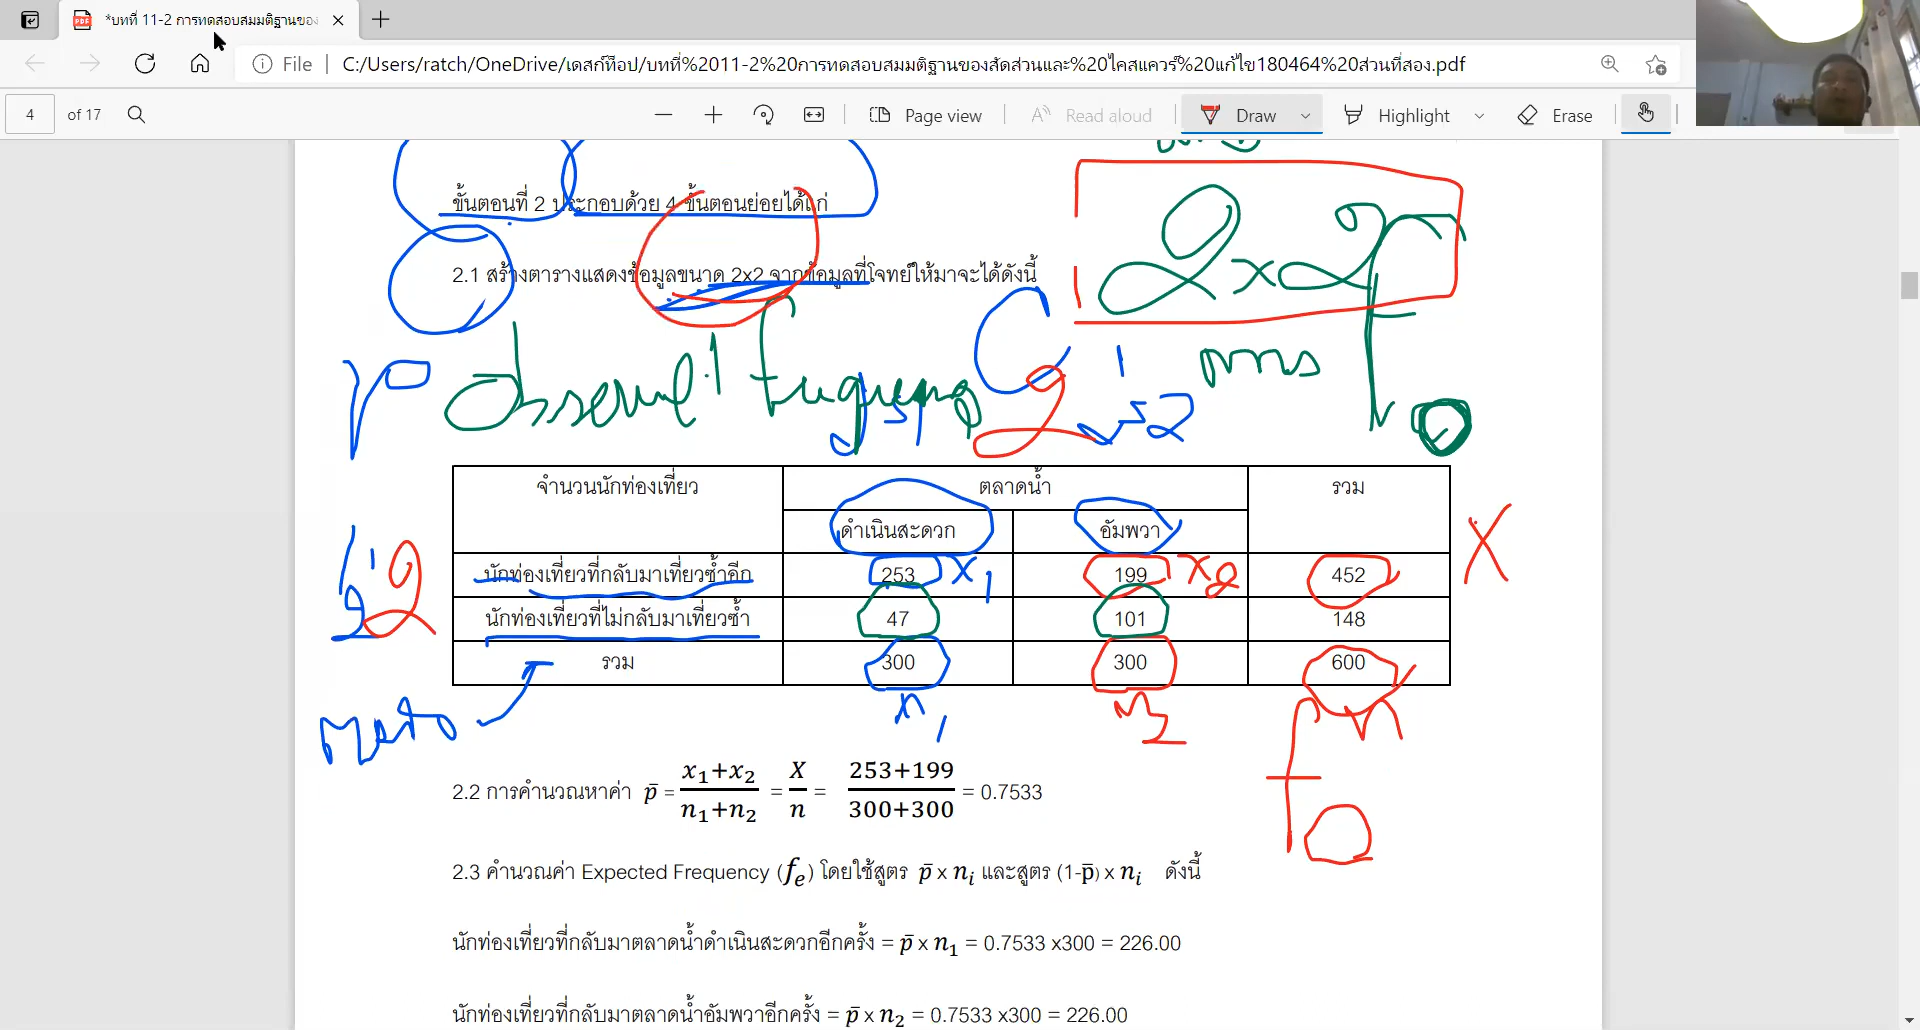 *บทที่ 11-2 การทดสอบสมมติฐานของ
File
C:/Users/ratch/OneDrive/เดสก์ท็อป/บทที่%2011-2%20การทดสอบสมมติฐานของสัดส่วนและ%20ไคสแควร์%20แก้ไข180464%20ส่วนที่สอง.pdf
4 of 17 Page view Read aloud Draw Highlight Erase
ขั้นตอนที่ 2 ประกอบด้วย 4 ขั้นตอนย่อยได้แก่
2x2
2.1 สร้างตารางแสดงข้อมูลขนาด 2x2 จากข้อมูลที่โจทย์ให้มาจะได้ดังนี้
จำนวนนักท่องเที่ยว ตลาดน้ำ รวม
ดำเนินสะดวก อัมพวา
X
นักท่องเที่ยวที่กลับมาเที่ยวซ้ำอีก 253 x1 199 x2 452
นักท่องเที่ยวที่ไม่กลับมาเที่ยวซ้ำ 47 101 148
รวม 300 300 600
n1 n2 n
2.2 การคำนวณหาค่า p̄ = (x₁+x₂)/(n₁+n₂) = X/n = (253+199)/(300+300) = 0.7533
fo
2.3 คำนวณค่า Expected Frequency (fₑ) โดยใช้สูตร p̄ x nᵢ และสูตร (1-p̄) x nᵢ ดังนี้
นักท่องเที่ยวที่กลับมาตลาดน้ำดำเนินสะดวกอีกครั้ง = p̄ x n₁ = 0.7533 x300 = 226.00
นักท่องเที่ยวที่กลับมาตลาดน้ำอัมพวาอีกครั้ง = p̄ x n₂ = 0.7533 x300 = 226.00